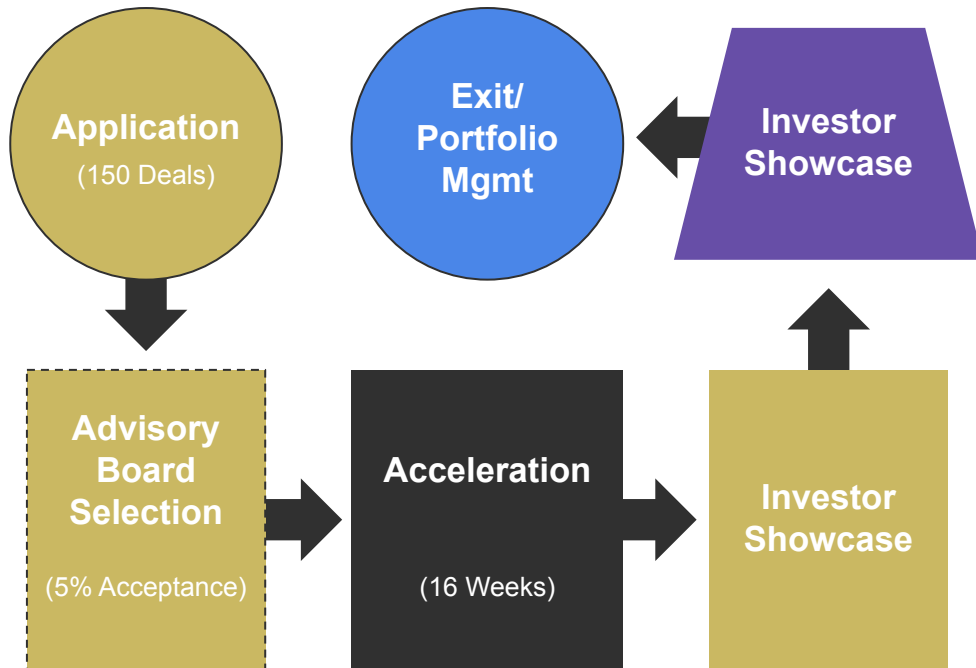 Application
(150 Deals)
Advisory
Board
Selection
(5% Acceptance)
Acceleration
(16 Weeks)
Investor
Showcase
Investor
Showcase
Exit/
Portfolio
Mgmt